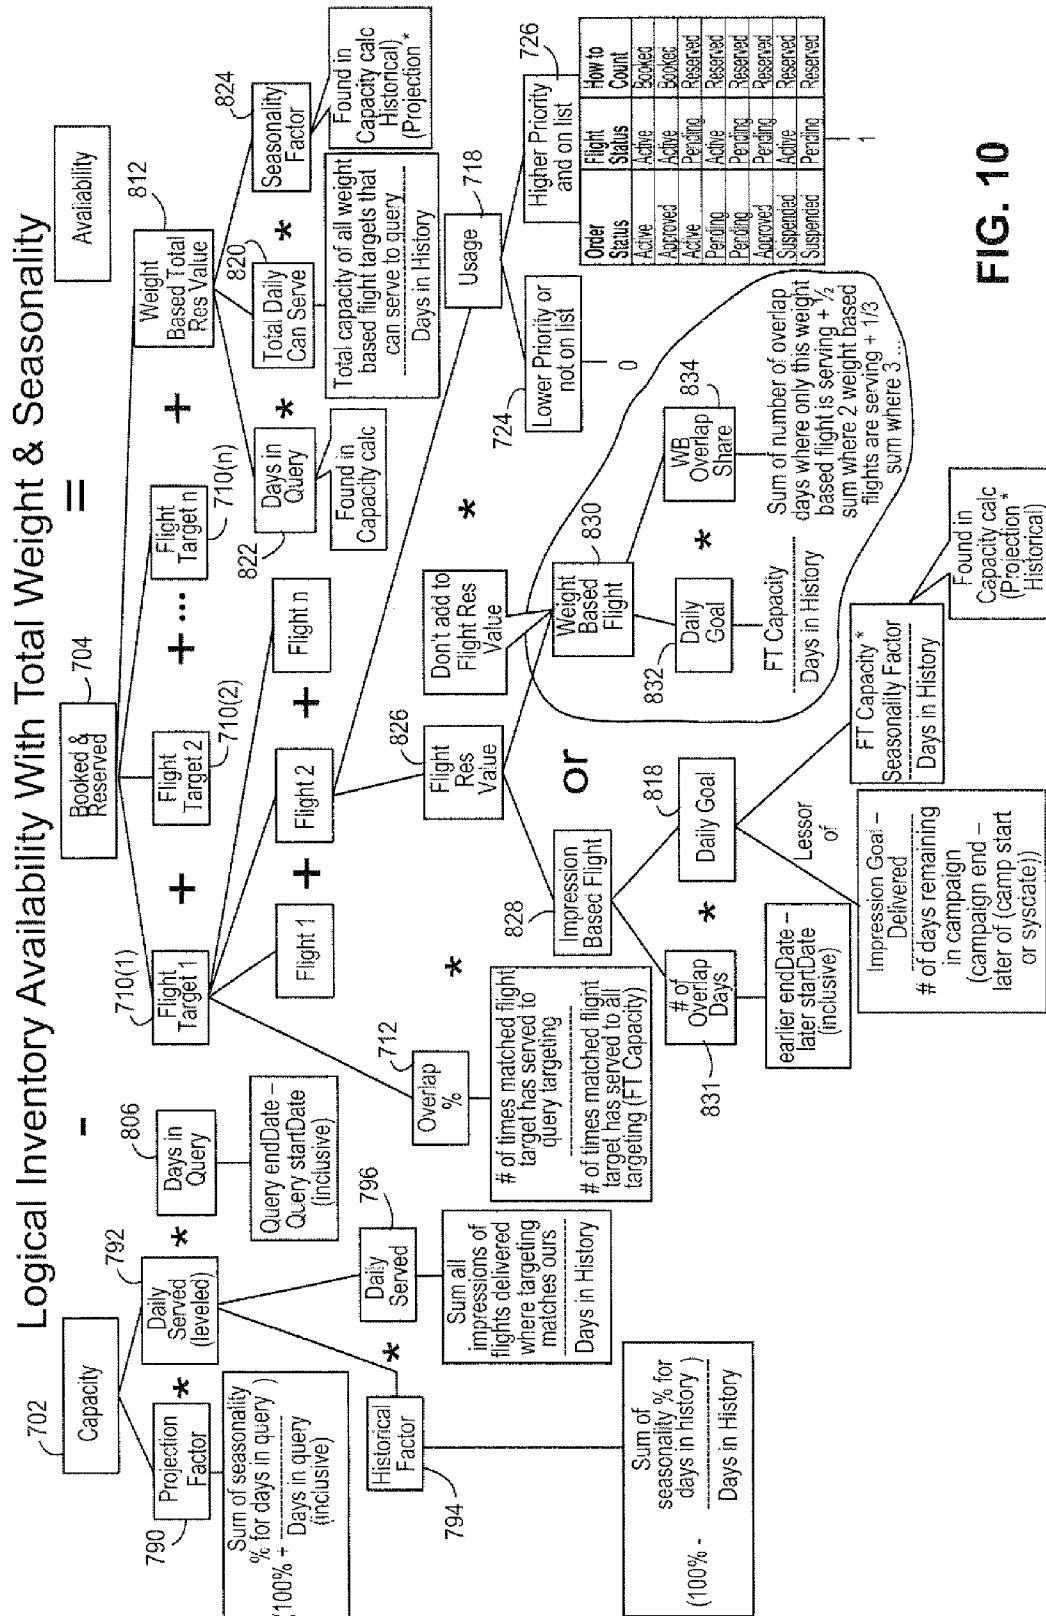 Logical Inventory Availability With Total Weight & Seasonality
702
Capacity
-
704
Booked &
Reserved
=
Availability
790
Projection
Factor
*
792
Daily
Served
(leveled)
*
806
Days in
Query
710(1)
Flight
Target 1
+
Flight
Target 2
710(2)
+...
Flight
Target n
710(n)
+
Weight
Based Total
Res Value
812
Sum of seasonality
% for days in query )
(100% +
Days in query
(inclusive)
Query endDate –
Query startDate
(inclusive)
822
Days in
Query
*
820
Total Daily
Can Serve
*
Seasonality
Factor
824
Found in
Capacity calc
Total capacity of all weight
based flight targets that
can serve to query
Days in History
Found in
Capacity calc
Historical)
(Projection *
Historical
Factor
794
*
Daily
Served
796
Sum all
impressions of
flights delivered
where targeting
matches ours
Days in History
Sum of
seasonality % for
days in history )
(100% -
Days in History
Overlap
%
712
Flight 1
+
Flight 2
+
Flight n
# of times matched flight
target has served to
query targeting
# of times matched flight
target has served to all
targeting (FT Capacity)
*
Flight
Res
Value
826
*
Usage
718
Don't add to
Flight Res
Value
724
Lower Priority or
not on list
0
Higher Priority
and on list
726
Order Status Flight Status How to Count
Active Active Booked
Approved Active Booked
Active Pending Reserved
Pending Active Reserved
Pending Pending Reserved
Approved Pending Reserved
Suspended Active Reserved
Suspended Pending Reserved
1
828
Impression
Based Flight
or
Weight
Based
Flight
830
831
# of
Overlap
Days
*
Daily Goal
818
832
Daily
Goal
*
WB
Overlap
Share
834
FT Capacity
Days in History
Sum of number of overlap
days where only this weight
based flight is serving + ½
sum where 2 weight based
flights are serving + 1/3
sum where 3 ...
earlier endDate –
later startDate
(inclusive)
Lessor
of
Impression Goal –
Delivered
# of days remaining
in campaign
(campaign end –
later of (camp start
or sysdate))
FT Capacity *
Seasonality Factor
Days in History
Found in
Capacity calc
(Projection *
Historical)
FIG. 10